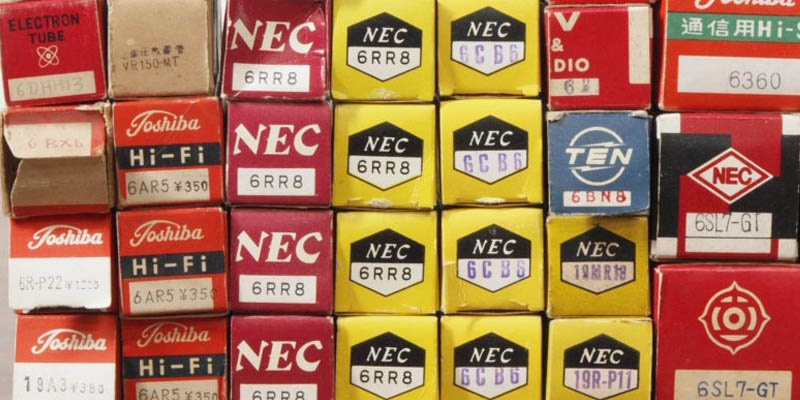 ELECTRON
TUBE
VR150-MT
NEC
6RR8
NEC
6RR8
NEC
6CB6
V
&
DIO
Toshiba
通信用Hi-S
6360
Toshiba
Hi-Fi
6AR5 ¥350
NEC
6RR8
NEC
6RR8
NEC
6CB6
TEN
6BN8
NEC
6SL7-GT
Toshiba
6R-P22
Toshiba
Hi-Fi
6AR5 ¥350
NEC
6RR8
NEC
6RR8
NEC
6CB6
19MR18
Toshiba
19A3 ¥380
Toshiba
Hi-Fi
6AR5 ¥350
NEC
6RR8
NEC
6RR8
NEC
6CB6
NEC
19R-P11
6SL7-GT